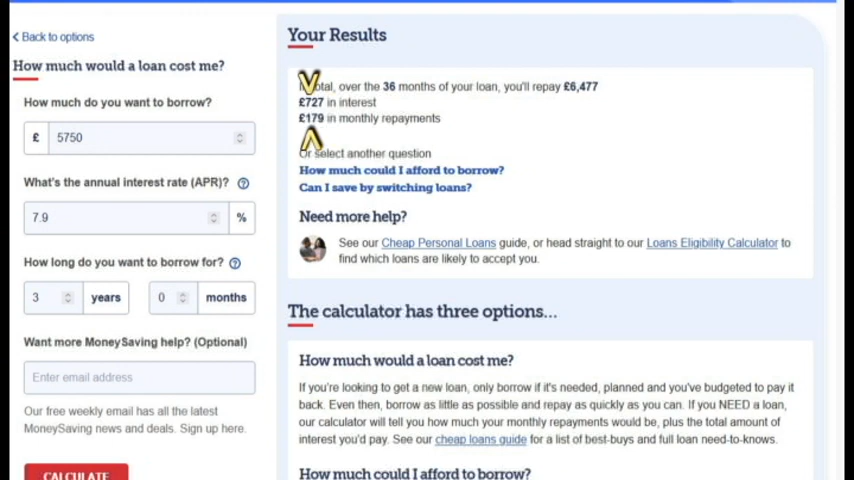 Back to options
How much would a loan cost me?
How much do you want to borrow?
£ 5750
What's the annual interest rate (APR)?
7.9 %
How long do you want to borrow for?
3 years 0 months
Want more MoneySaving help? (Optional)
Enter email address
Our free weekly email has all the latest
MoneySaving news and deals. Sign up here.
CALCULATE
Your Results
total, over the 36 months of your loan, you'll repay £6,477
£727 in interest
£179 in monthly repayments
Or select another question
How much could I afford to borrow?
Can I save by switching loans?
Need more help?
See our Cheap Personal Loans guide, or head straight to our Loans Eligibility Calculator to
find which loans are likely to accept you.
The calculator has three options...
How much would a loan cost me?
If you're looking to get a new loan, only borrow if it's needed, planned and you've budgeted to pay it
back. Even then, borrow as little as possible and repay as quickly as you can. If you NEED a loan,
our calculator will tell you how much your monthly repayments would be, plus the total amount of
interest you'd pay. See our cheap loans guide for a list of best-buys and full loan need-to-knows.
How much could I afford to borrow?